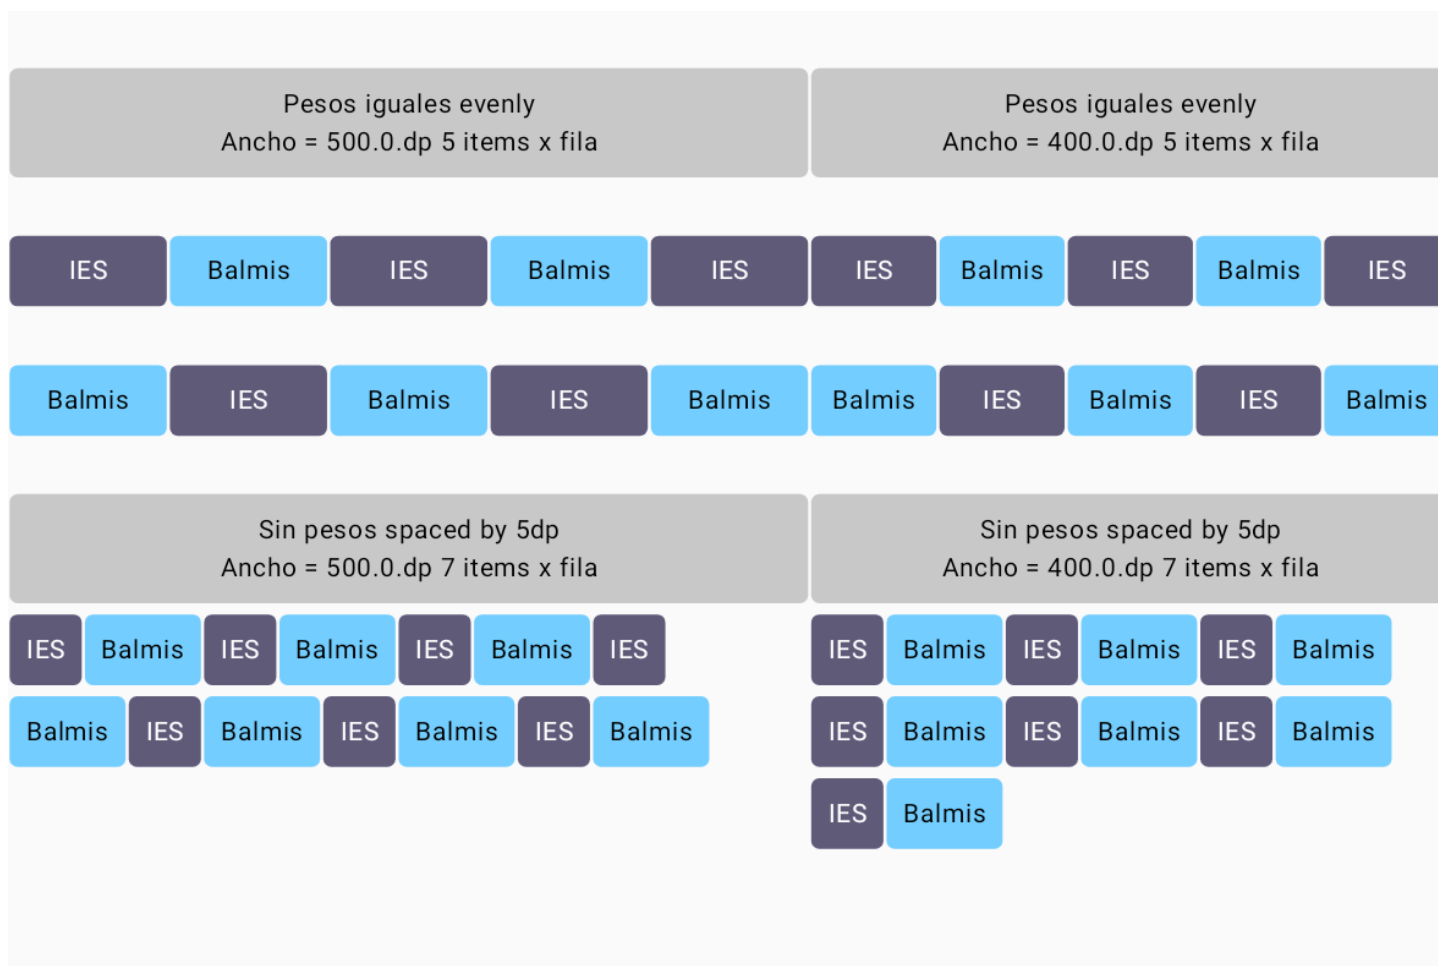 Pesos iguales evenly
Ancho = 500.0.dp 5 items x fila
Pesos iguales evenly
Ancho = 400.0.dp 5 items x fila
IES Balmis IES Balmis IES IES Balmis IES Balmis IES
Balmis IES Balmis IES Balmis Balmis IES Balmis IES Balmis
Sin pesos spaced by 5dp
Ancho = 500.0.dp 7 items x fila
Sin pesos spaced by 5dp
Ancho = 400.0.dp 7 items x fila
IES Balmis IES Balmis IES Balmis IES
Balmis IES Balmis IES Balmis IES Balmis
IES Balmis IES Balmis IES Balmis
IES Balmis IES Balmis IES Balmis
IES Balmis